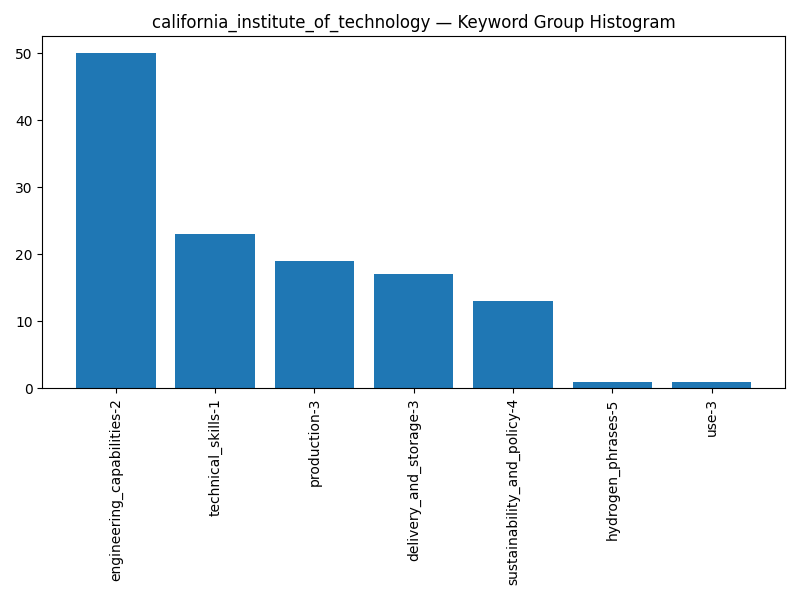 california_institute_of_technology — Keyword Group Histogram
50
40
30
20
10
0
engineering_capabilities-2
technical_skills-1
production-3
delivery_and_storage-3
sustainability_and_policy-4
hydrogen_phrases-5
use-3